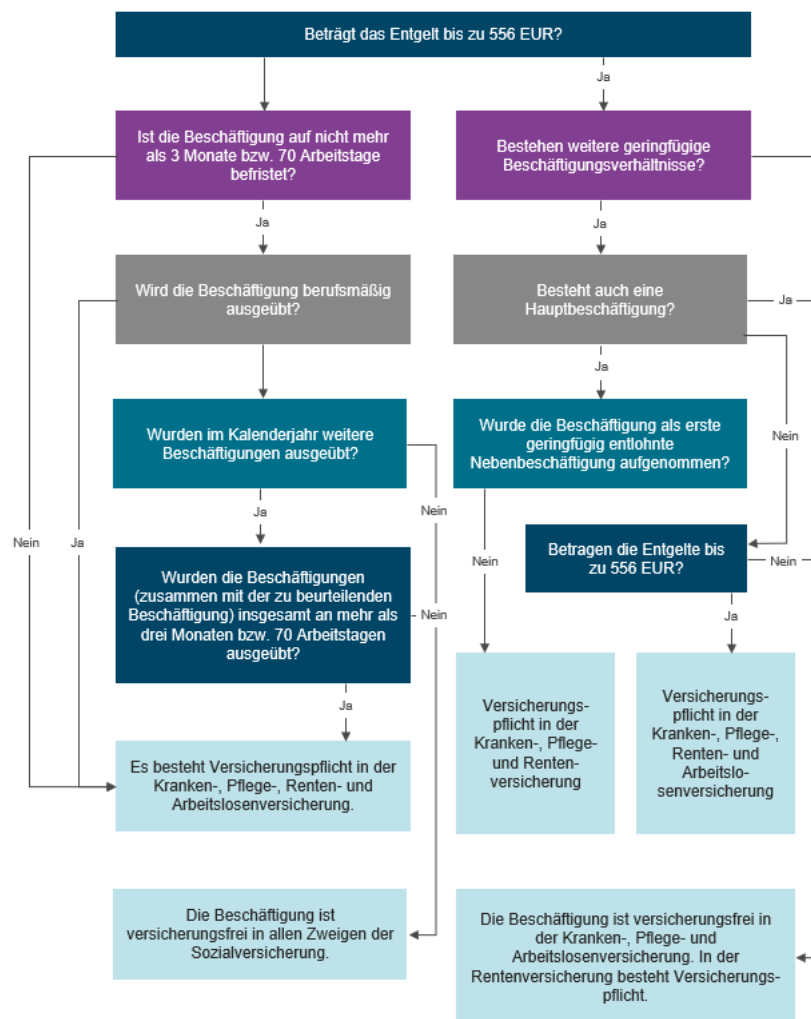 Beträgt das Entgelt bis zu 556 EUR?
Ja
Ist die Beschäftigung auf nicht mehr
als 3 Monate bzw. 70 Arbeitstage
befristet?
Bestehen weitere geringfügige
Beschäftigungsverhältnisse?
Ja
Ja
Wird die Beschäftigung berufsmäßig
ausgeübt?
Besteht auch eine
Hauptbeschäftigung?
Ja
Ja
Wurden im Kalenderjahr weitere
Beschäftigungen ausgeübt?
Wurde die Beschäftigung als erste
geringfügig entlohnte
Nebenbeschäftigung aufgenommen?
Nein
Ja
Nein
Nein
Ja
Wurden die Beschäftigungen
(zusammen mit der zu beurteilenden
Beschäftigung) insgesamt an mehr als
drei Monaten bzw. 70 Arbeitstagen
ausgeübt?
Nein
Nein
Betragen die Entgelte bis
zu 556 EUR?
Nein
Ja
Ja
Es besteht Versicherungspflicht in der
Kranken-, Pflege-, Renten- und
Arbeitslosenversicherung.
Versicherungs-
pflicht in der
Kranken-, Pflege-
und Renten-
versicherung
Versicherungs-
pflicht in der
Kranken-, Pflege-,
Renten- und
Arbeitslo-
senversicherung
Die Beschäftigung ist
versicherungsfrei in allen Zweigen der
Sozialversicherung.
Die Beschäftigung ist versicherungsfrei in
der Kranken-, Pflege- und
Arbeitslosenversicherung. In der
Rentenversicherung besteht Versicherungs-
pflicht.